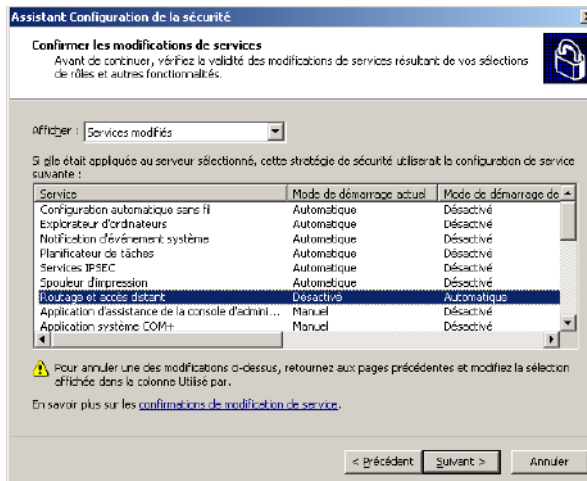 Assistant Configuration de la sécurité
Confirmer les modifications de services
Avant de continuer, vérifiez la validité des modifications de services résultant de vos sélections
de rôles et autres fonctionnalités.
Afficher : Services modifiés
Si elle était appliquée au serveur sélectionné, cette stratégie de sécurité utiliserait la configuration de service
suivante :
Service Mode de démarrage actuel Mode de démarrage de
Configuration automatique sans fil Automatique Désactivé
Explorateur d'ordinateurs Automatique Désactivé
Notification d'événement système Automatique Désactivé
Planificateur de tâches Automatique Désactivé
Services IPSEC Automatique Désactivé
Spouleur d'impression Automatique Désactivé
Routage et accès distant Désactivé Automatique
Application d'assistance de la console d'admini... Manuel Désactivé
Application système COM+ Manuel Désactivé
Pour annuler une des modifications ci-dessus, retournez aux pages précédentes et modifiez la sélection
affichée dans la colonne Utilisé par.
En savoir plus sur les confirmations de modification de service.
< Précédent Suivant > Annuler